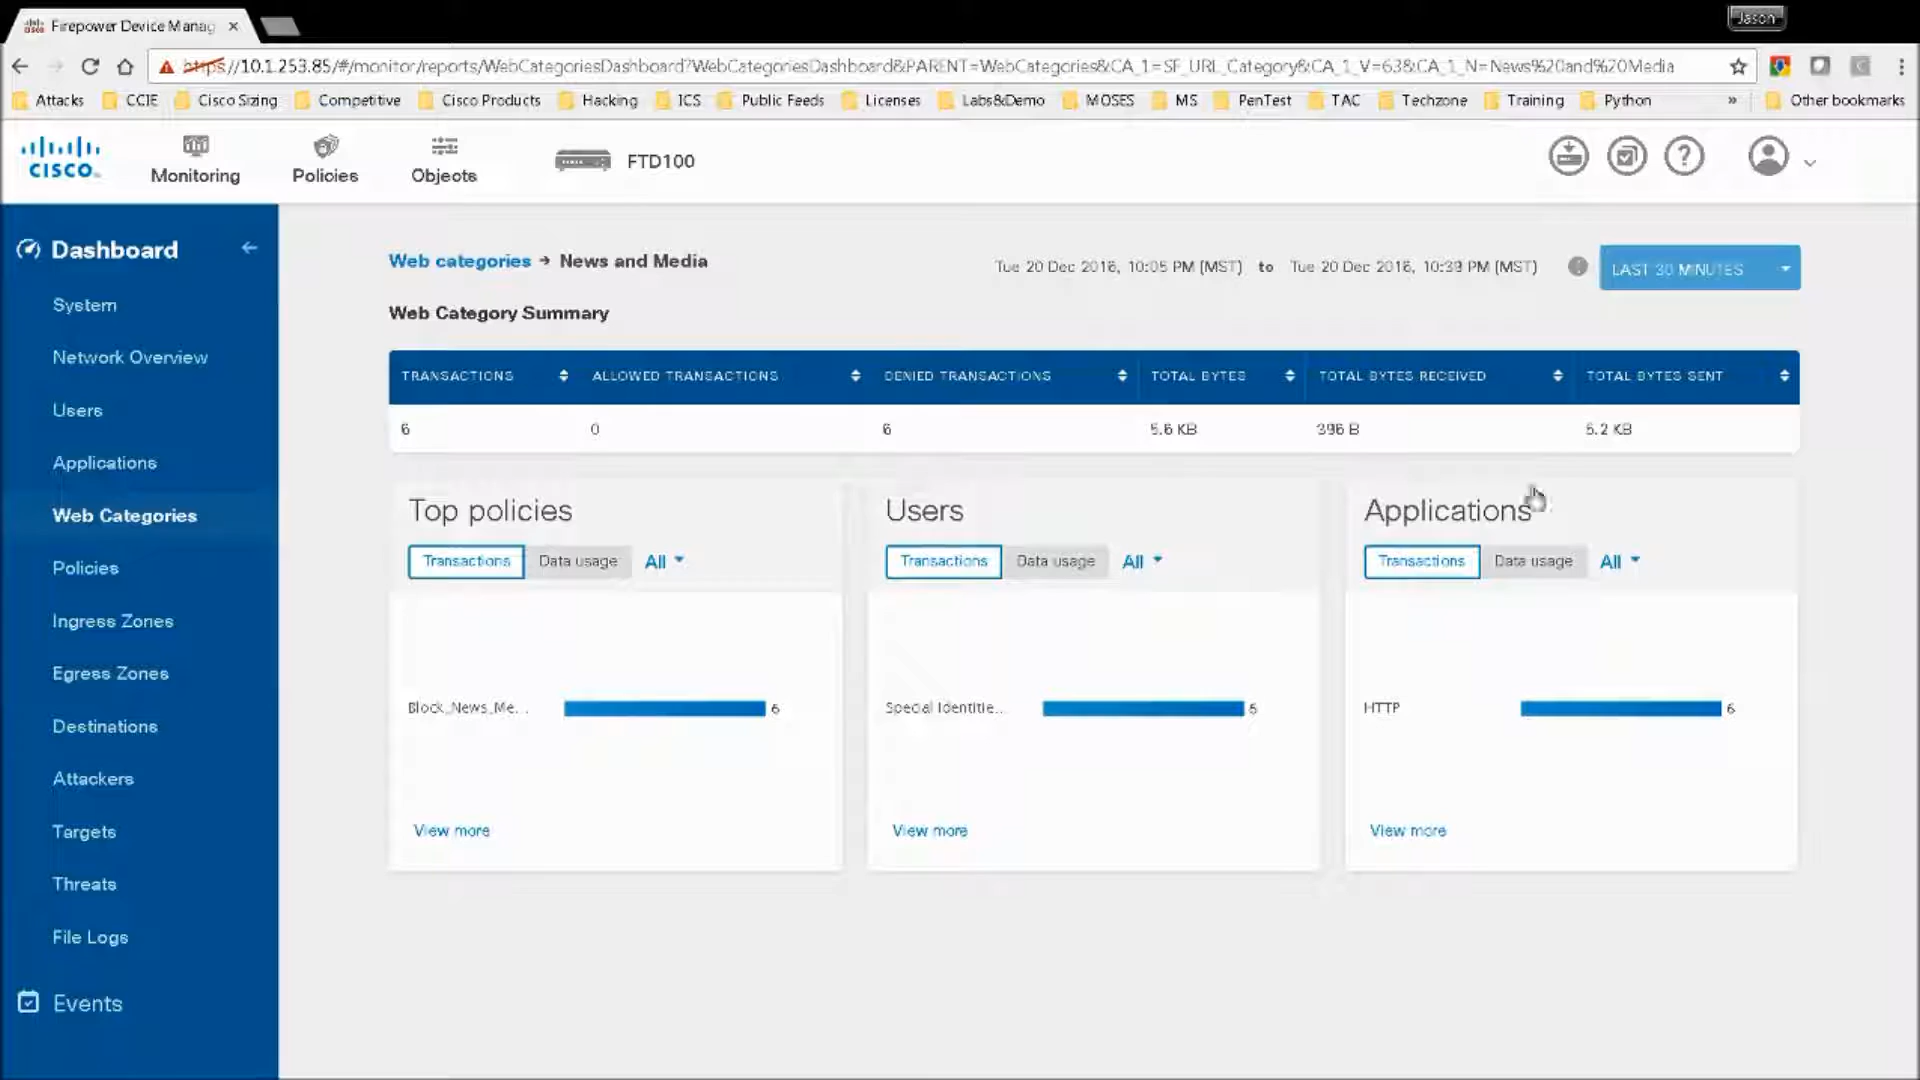 Jason
Firepower Device Manag
https://10.1.253.85/#/monitor/reports/WebCategoriesDashboard?WebCategoriesDashboard&PARENT=WebCategories&CA_1=SF_URL_Category&CA_1_V=63&CA_1_N=News%20and%20Media
Attacks CCIE Cisco Sizing Competitive Cisco Products Hacking ICS Public Feeds Licenses Labs&Demo MOSES MS PenTest TAC Techzone Training Python » Other bookmarks
CISCO Monitoring Policies Objects FTD100
Dashboard
System
Network Overview
Users
Applications
Web Categories
Policies
Ingress Zones
Egress Zones
Destinations
Attackers
Targets
Threats
File Logs
Events
Web categories → News and Media
Tue 20 Dec 2016, 10:05 PM (MST) to Tue 20 Dec 2016, 10:39 PM (MST)
LAST 30 MINUTES
Web Category Summary
TRANSACTIONS ALLOWED TRANSACTIONS DENIED TRANSACTIONS TOTAL BYTES TOTAL BYTES RECEIVED TOTAL BYTES SENT
6 0 6 5.6 KB 396 B 5.2 KB
Top policies
Transactions Data usage All
Block_News_Me... 6
View more
Users
Transactions Data usage All
Special Identitie... 6
View more
Applications
Transactions Data usage All
HTTP 6
View more